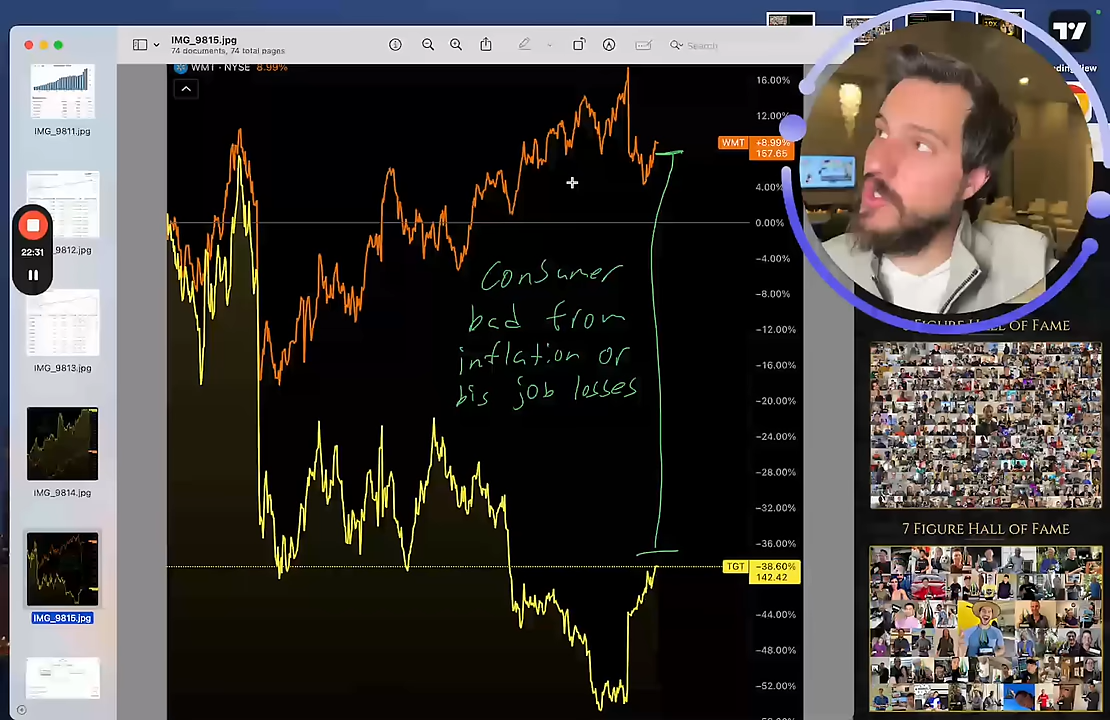 IMG_9815.jpg
74 documents, 74 total pages
Search
IMG_9811.jpg
_9812.jpg
IMG_9813.jpg
IMG_9814.jpg
IMG_9815.jpg
22:31
WMT · NYSE 8.99%
16.00%
12.00%
WMT +8.99%
157.65
4.00%
0.00%
−4.00%
−8.00%
−12.00%
−16.00%
−20.00%
−24.00%
−28.00%
−32.00%
−36.00%
TGT −38.60%
142.42
−44.00%
−48.00%
−52.00%
Consumer
bad from
inflation or
big job losses
Figure Hall of Fame
7 Figure Hall of Fame